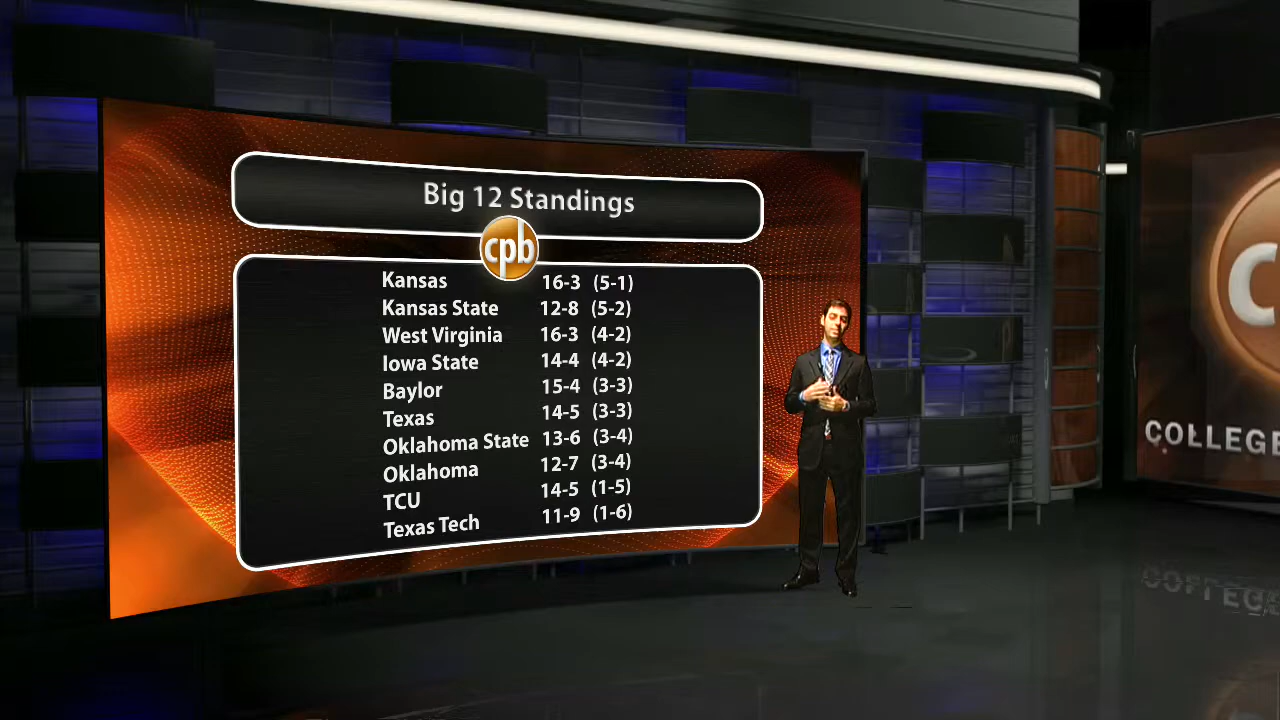 Big 12 Standings
cpb
Kansas 16-3 (5-1)
Kansas State 12-8 (5-2)
West Virginia 16-3 (4-2)
Iowa State 14-4 (4-2)
Baylor 15-4 (3-3)
Texas 14-5 (3-3)
Oklahoma State 13-6 (3-4)
Oklahoma 12-7 (3-4)
TCU 14-5 (1-5)
Texas Tech 11-9 (1-6)
C
COLLEGE